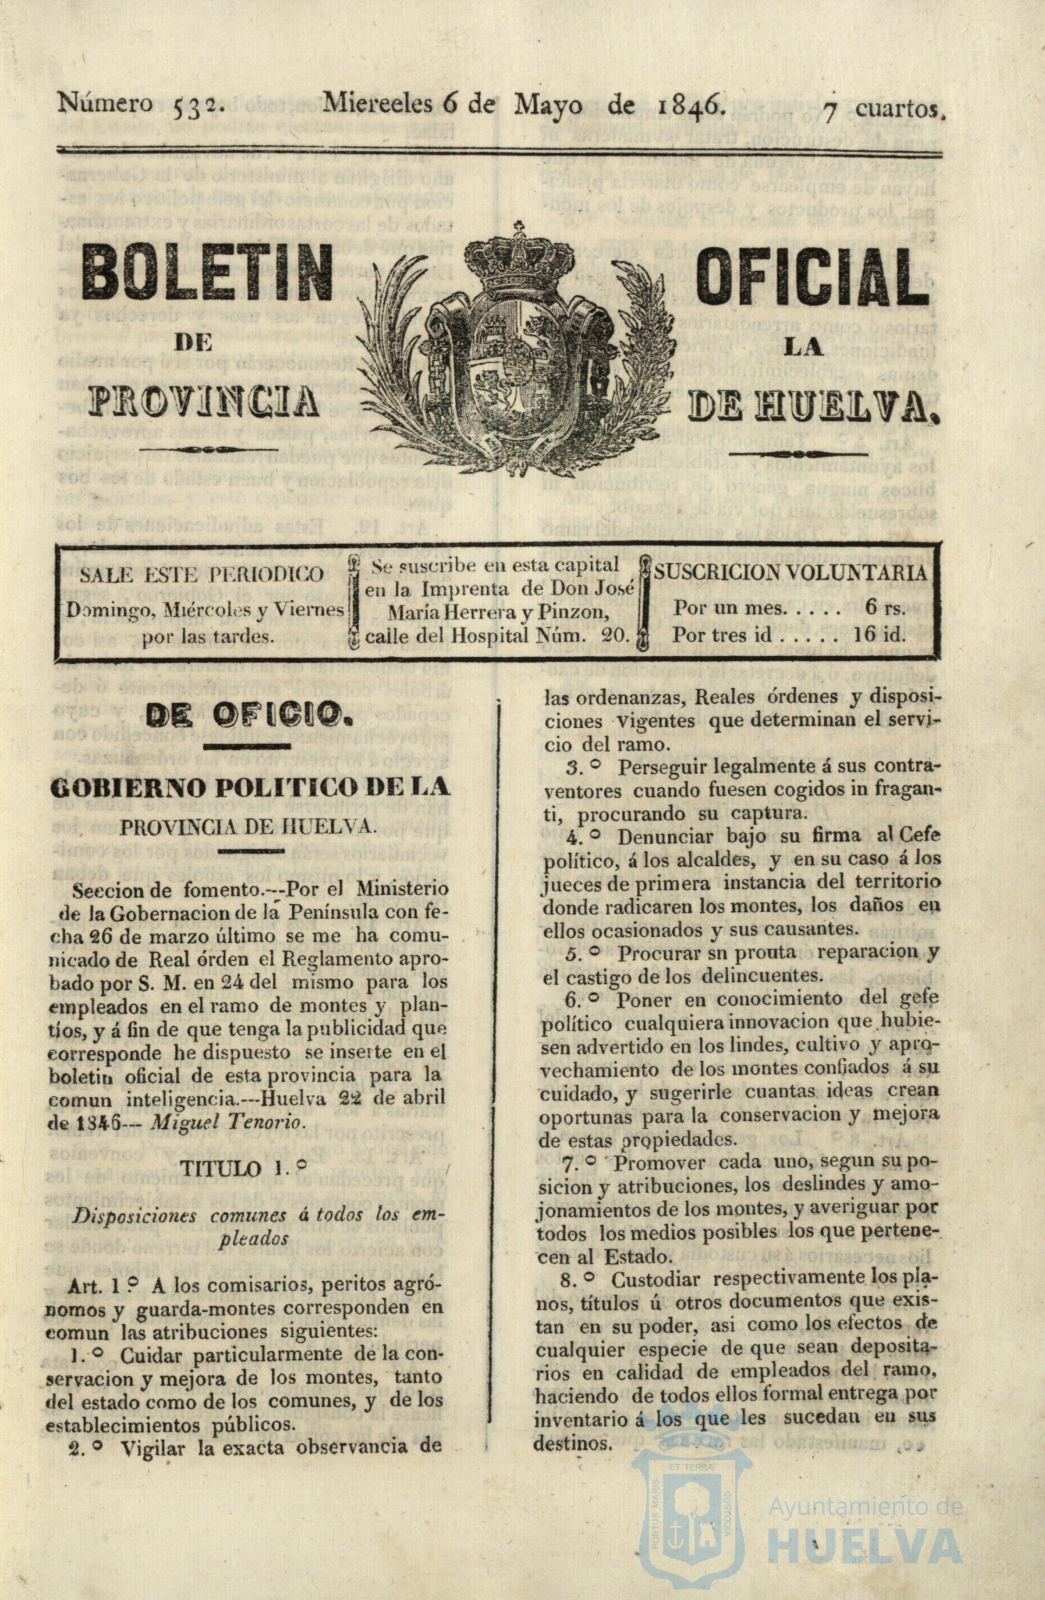 Número 532. Miereeles 6 de Mayo de 1846. 7 cuartos.
BOLETIN OFICIAL
DE LA
PROVINCIA DE HUELVA.
SALE ESTE PERIODICO
Domingo, Miércoles y Viernes
por las tardes.
Se suscribe en esta capital
en la Imprenta de Don José
María Herrera y Pinzon,
calle del Hospital Núm. 20.
SUSCRICION VOLUNTARIA
Por un mes. . . . . 6 rs.
Por tres id . . . . . 16 id.
DE OFICIO.
GOBIERNO POLITICO DE LA
PROVINCIA DE HUELVA.
Seccion de fomento.---Por el Ministerio
de la Gobernacion de la Península con fe-
cha 26 de marzo último se me ha comu-
nicado de Real órden el Reglamento apro-
bado por S. M. en 24 del mismo para los
empleados en el ramo de montes y plan-
tíos, y á fin de que tenga la publicidad que
corresponde he dispuesto se inserte en el
boletin oficial de esta provincia para la
comun inteligencia.---Huelva 22 de abril
de 1846--- Miguel Tenorio.
TITULO 1.º
Disposiciones comunes á todos los em-
pleados
Art. 1º A los comisarios, peritos agró-
nomos y guarda-montes corresponden en
comun las atribuciones siguientes:
1.º Cuidar particularmente de la con-
servacion y mejora de los montes, tanto
del estado como de los comunes, y de los
establecimientos públicos.
2.º Vigilar la exacta observancia de
las ordenanzas, Reales órdenes y disposi-
ciones vigentes que determinan el servi-
cio del ramo.
3.º Perseguir legalmente á sus contra-
ventores cuando fuesen cogidos in fragan-
ti, procurando su captura.
4.º Denunciar bajo su firma al Cefe
político, á los alcaldes, y en su caso á los
jueces de primera instancia del territorio
donde radicaren los montes, los daños en
ellos ocasionados y sus causantes.
5.º Procurar sn pronta reparacion y
el castigo de los delincuentes.
6.º Poner en conocimiento del gefe
político cualquiera innovacion que hubie-
sen advertido en los lindes, cultivo y apro-
vechamiento de los montes confiados á su
cuidado, y sugerirle cuantas ideas crean
oportunas para la conservacion y mejora
de estas propiedades.
7.º Promover cada uno, segun su po-
sicion y atribuciones, los deslindes y amo-
jonamientos de los montes, y averiguar por
todos los medios posibles los que pertene-
cen al Estado.
8.º Custodiar respectivamente los pla-
nos, títulos ú otros documentos que exis-
tan en su poder, asi como los efectos de
cualquier especie de que sean deposita-
rios en calidad de empleados del ramo,
haciendo de todos ellos formal entrega por
inventario á los que les sucedan en sus
destinos.
PORTUS MARIS ET TERRAE CUSTODIA
Ayuntamiento de
HUELVA